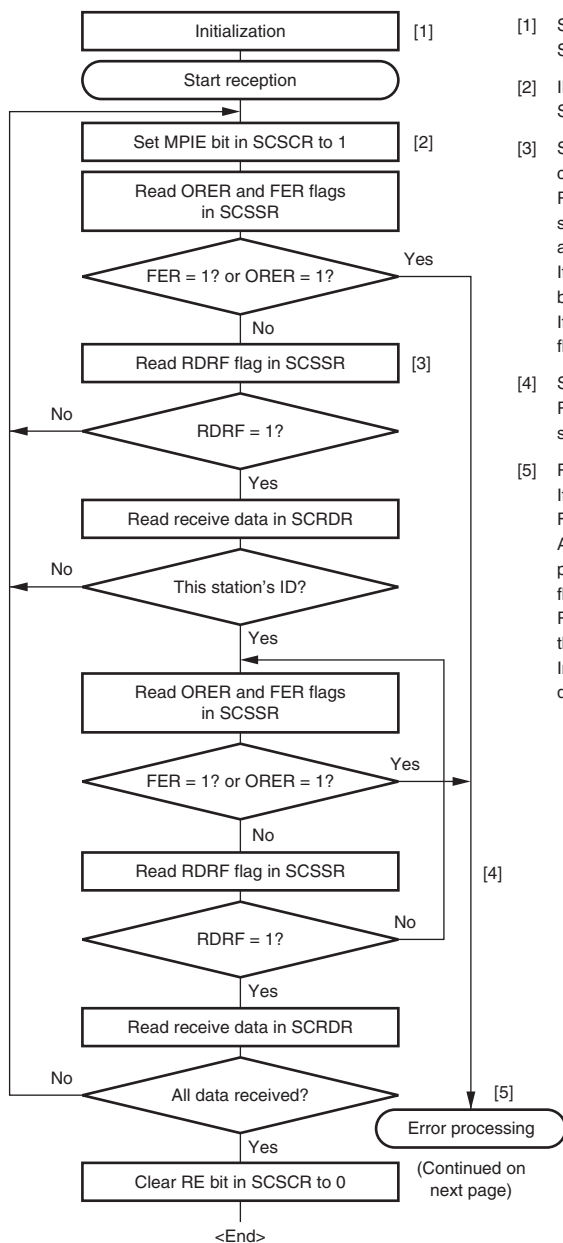 Initialization
[1]
Start reception
Set MPIE bit in SCSCR to 1
[2]
Read ORER and FER flags
in SCSSR
FER = 1? or ORER = 1?
Yes
No
Read RDRF flag in SCSSR
[3]
No
RDRF = 1?
Yes
Read receive data in SCRDR
No
This station's ID?
Yes
Read ORER and FER flags
in SCSSR
FER = 1? or ORER = 1?
Yes
No
Read RDRF flag in SCSSR
[4]
No
RDRF = 1?
Yes
Read receive data in SCRDR
No
All data received?
[5]
Error processing
Yes
(Continued on
next page)
Clear RE bit in SCSCR to 0
<End>
[1]
[2]
[3]
[4]
[5]